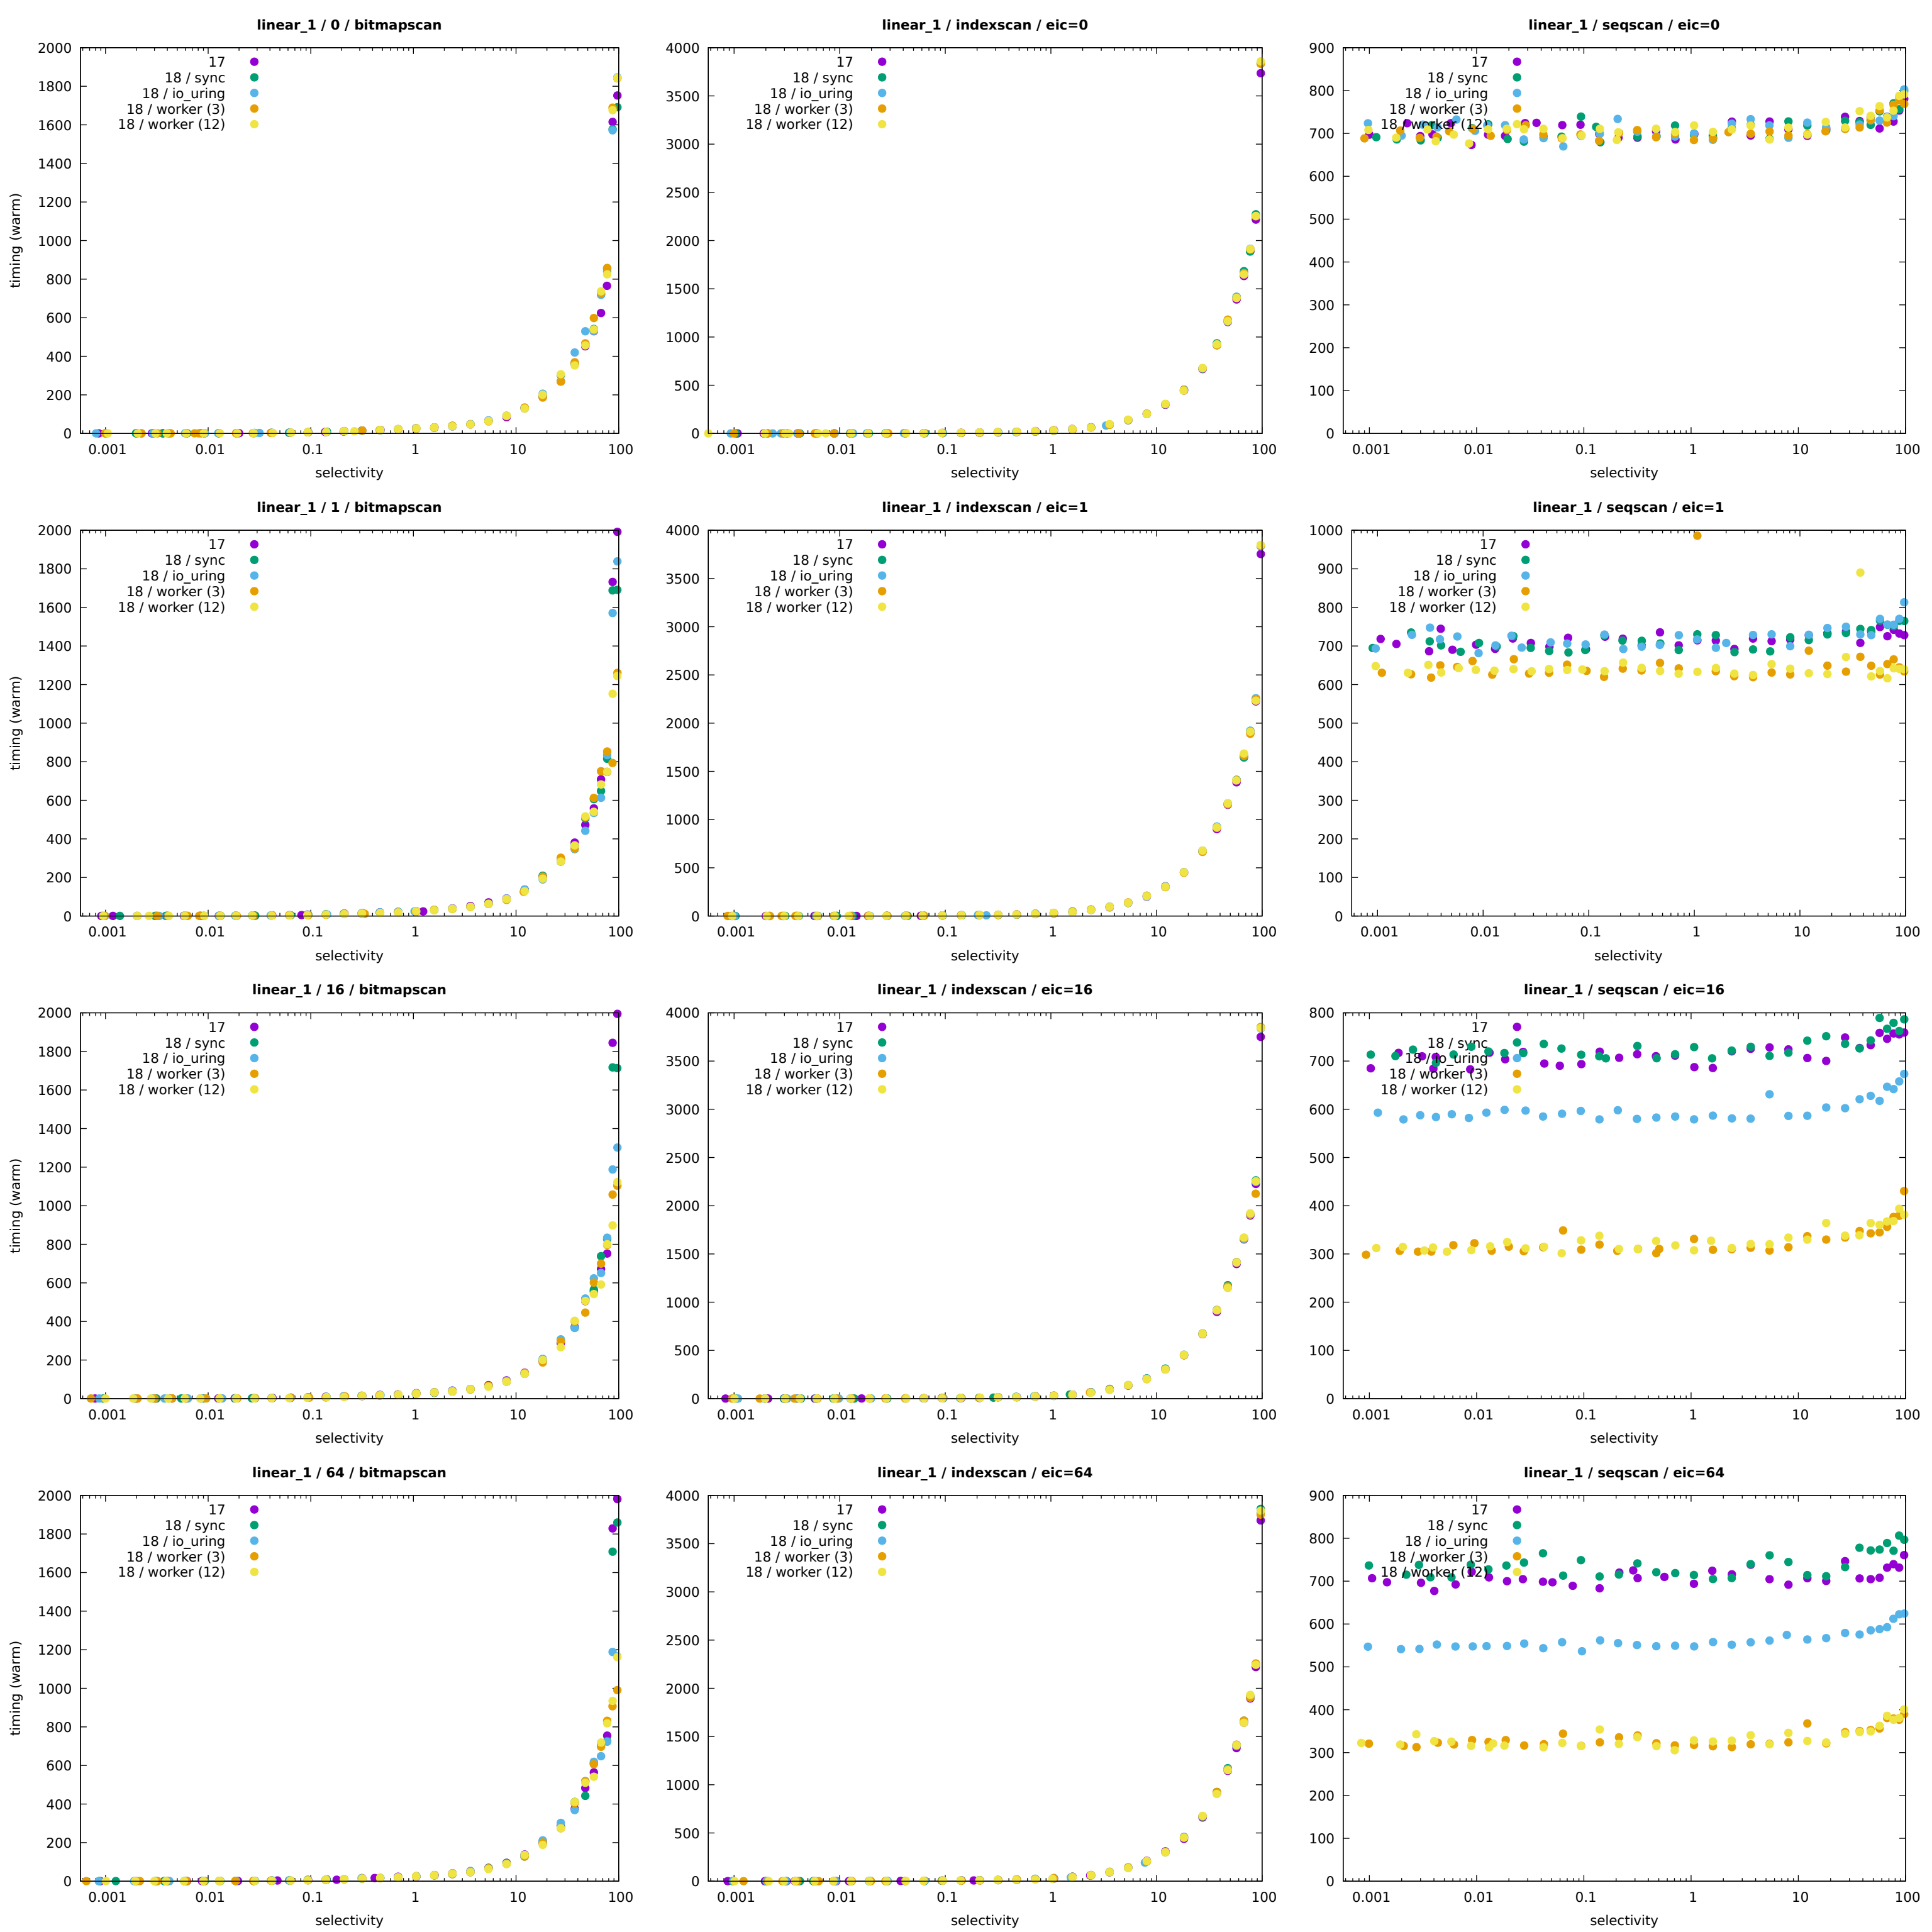 linear_1 / 0 / bitmapscan
timing (warm)
2000
1800
1600
1400
1200
1000
800
600
400
200
0
17
18 / sync
18 / io_uring
18 / worker (3)
18 / worker (12)
0.001 0.01 0.1 1 10 100
selectivity
linear_1 / indexscan / eic=0
4000
3500
3000
2500
2000
1500
1000
500
0
17
18 / sync
18 / io_uring
18 / worker (3)
18 / worker (12)
0.001 0.01 0.1 1 10 100
selectivity
linear_1 / seqscan / eic=0
900
800
700
600
500
400
300
200
100
0
17
18 / sync
18 / io_uring
18 / worker (3)
18 / worker (12)
0.001 0.01 0.1 1 10 100
selectivity
linear_1 / 1 / bitmapscan
timing (warm)
2000
1800
1600
1400
1200
1000
800
600
400
200
0
17
18 / sync
18 / io_uring
18 / worker (3)
18 / worker (12)
0.001 0.01 0.1 1 10 100
selectivity
linear_1 / indexscan / eic=1
4000
3500
3000
2500
2000
1500
1000
500
0
17
18 / sync
18 / io_uring
18 / worker (3)
18 / worker (12)
0.001 0.01 0.1 1 10 100
selectivity
linear_1 / seqscan / eic=1
1000
900
800
700
600
500
400
300
200
100
0
17
18 / sync
18 / io_uring
18 / worker (3)
18 / worker (12)
0.001 0.01 0.1 1 10 100
selectivity
linear_1 / 16 / bitmapscan
timing (warm)
2000
1800
1600
1400
1200
1000
800
600
400
200
0
17
18 / sync
18 / io_uring
18 / worker (3)
18 / worker (12)
0.001 0.01 0.1 1 10 100
selectivity
linear_1 / indexscan / eic=16
4000
3500
3000
2500
2000
1500
1000
500
0
17
18 / sync
18 / io_uring
18 / worker (3)
18 / worker (12)
0.001 0.01 0.1 1 10 100
selectivity
linear_1 / seqscan / eic=16
800
700
600
500
400
300
200
100
0
17
18 / sync
18 / io_uring
18 / worker (3)
18 / worker (12)
0.001 0.01 0.1 1 10 100
selectivity
linear_1 / 64 / bitmapscan
timing (warm)
2000
1800
1600
1400
1200
1000
800
600
400
200
0
17
18 / sync
18 / io_uring
18 / worker (3)
18 / worker (12)
0.001 0.01 0.1 1 10 100
selectivity
linear_1 / indexscan / eic=64
4000
3500
3000
2500
2000
1500
1000
500
0
17
18 / sync
18 / io_uring
18 / worker (3)
18 / worker (12)
0.001 0.01 0.1 1 10 100
selectivity
linear_1 / seqscan / eic=64
900
800
700
600
500
400
300
200
100
0
17
18 / sync
18 / io_uring
18 / worker (3)
18 / worker (12)
0.001 0.01 0.1 1 10 100
selectivity